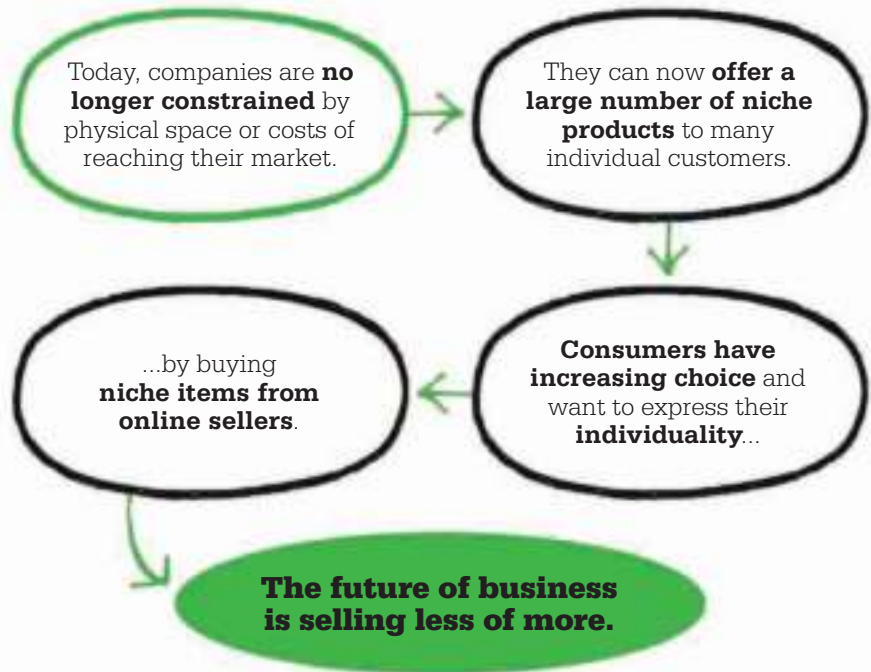 Today, companies are no
longer constrained by
physical space or costs of
reaching their market.
They can now offer a
large number of niche
products to many
individual customers.
Consumers have
increasing choice and
want to express their
individuality...
...by buying
niche items from
online sellers.
The future of business
is selling less of more.